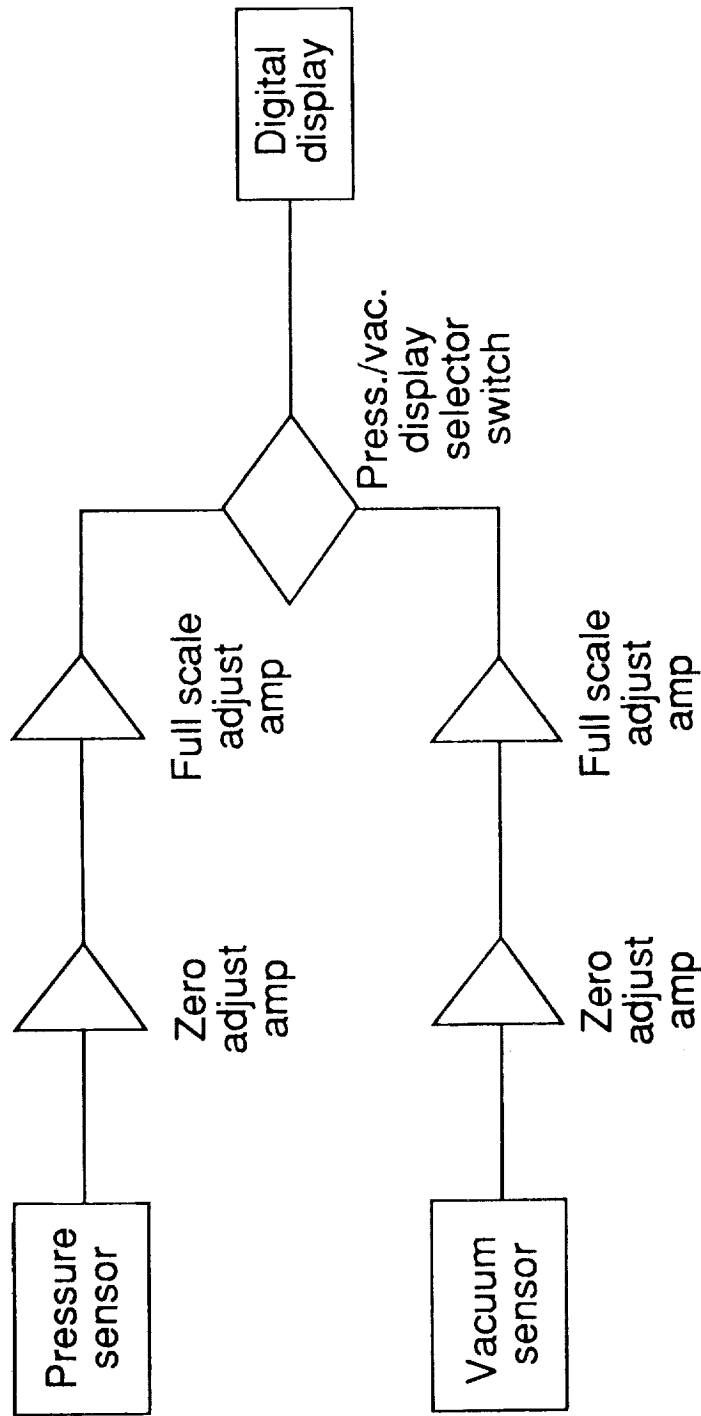 Pressure
sensor
Zero
adjust
amp
Full scale
adjust
amp
Vacuum
sensor
Zero
adjust
amp
Full scale
adjust
amp
Press./vac.
display
selector
switch
Digital
display